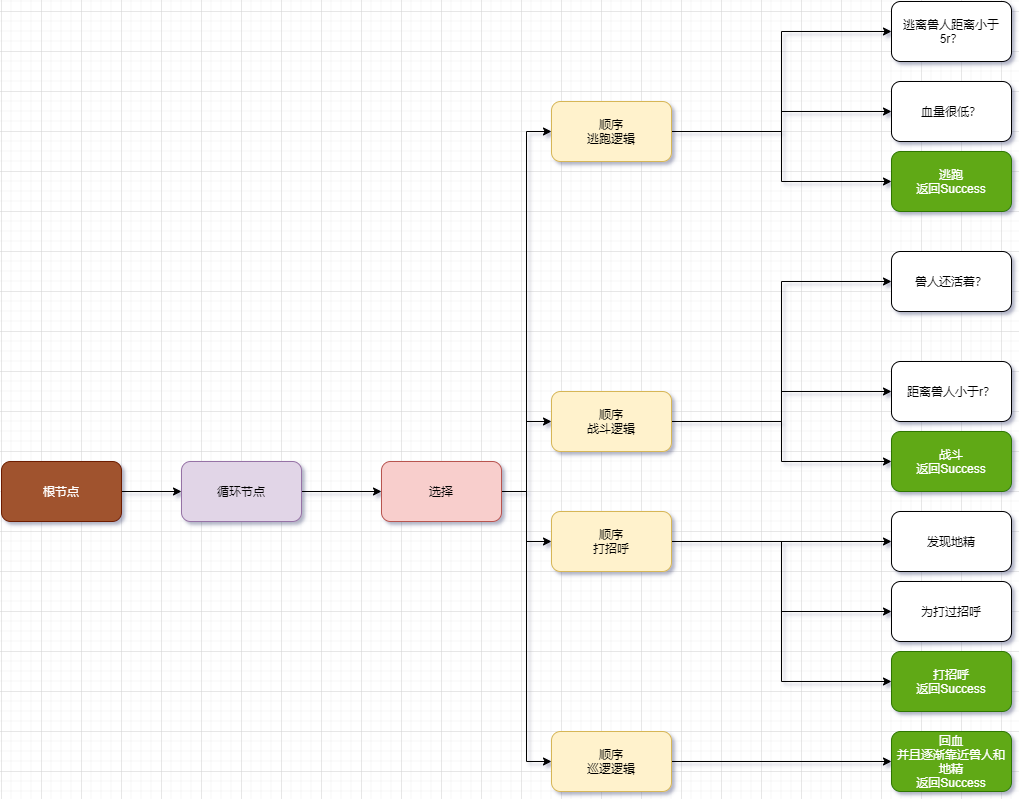 根节点
循环节点
选择
顺序
逃跑逻辑
逃离兽人距离小于
5r?
血量很低?
逃跑
返回Success
顺序
战斗逻辑
兽人还活着?
距离兽人小于r?
战斗
返回Success
顺序
打招呼
发现地精
为打过招呼
打招呼
返回Success
顺序
巡逻逻辑
回血
并且逐渐靠近兽人和
地精
返回Success